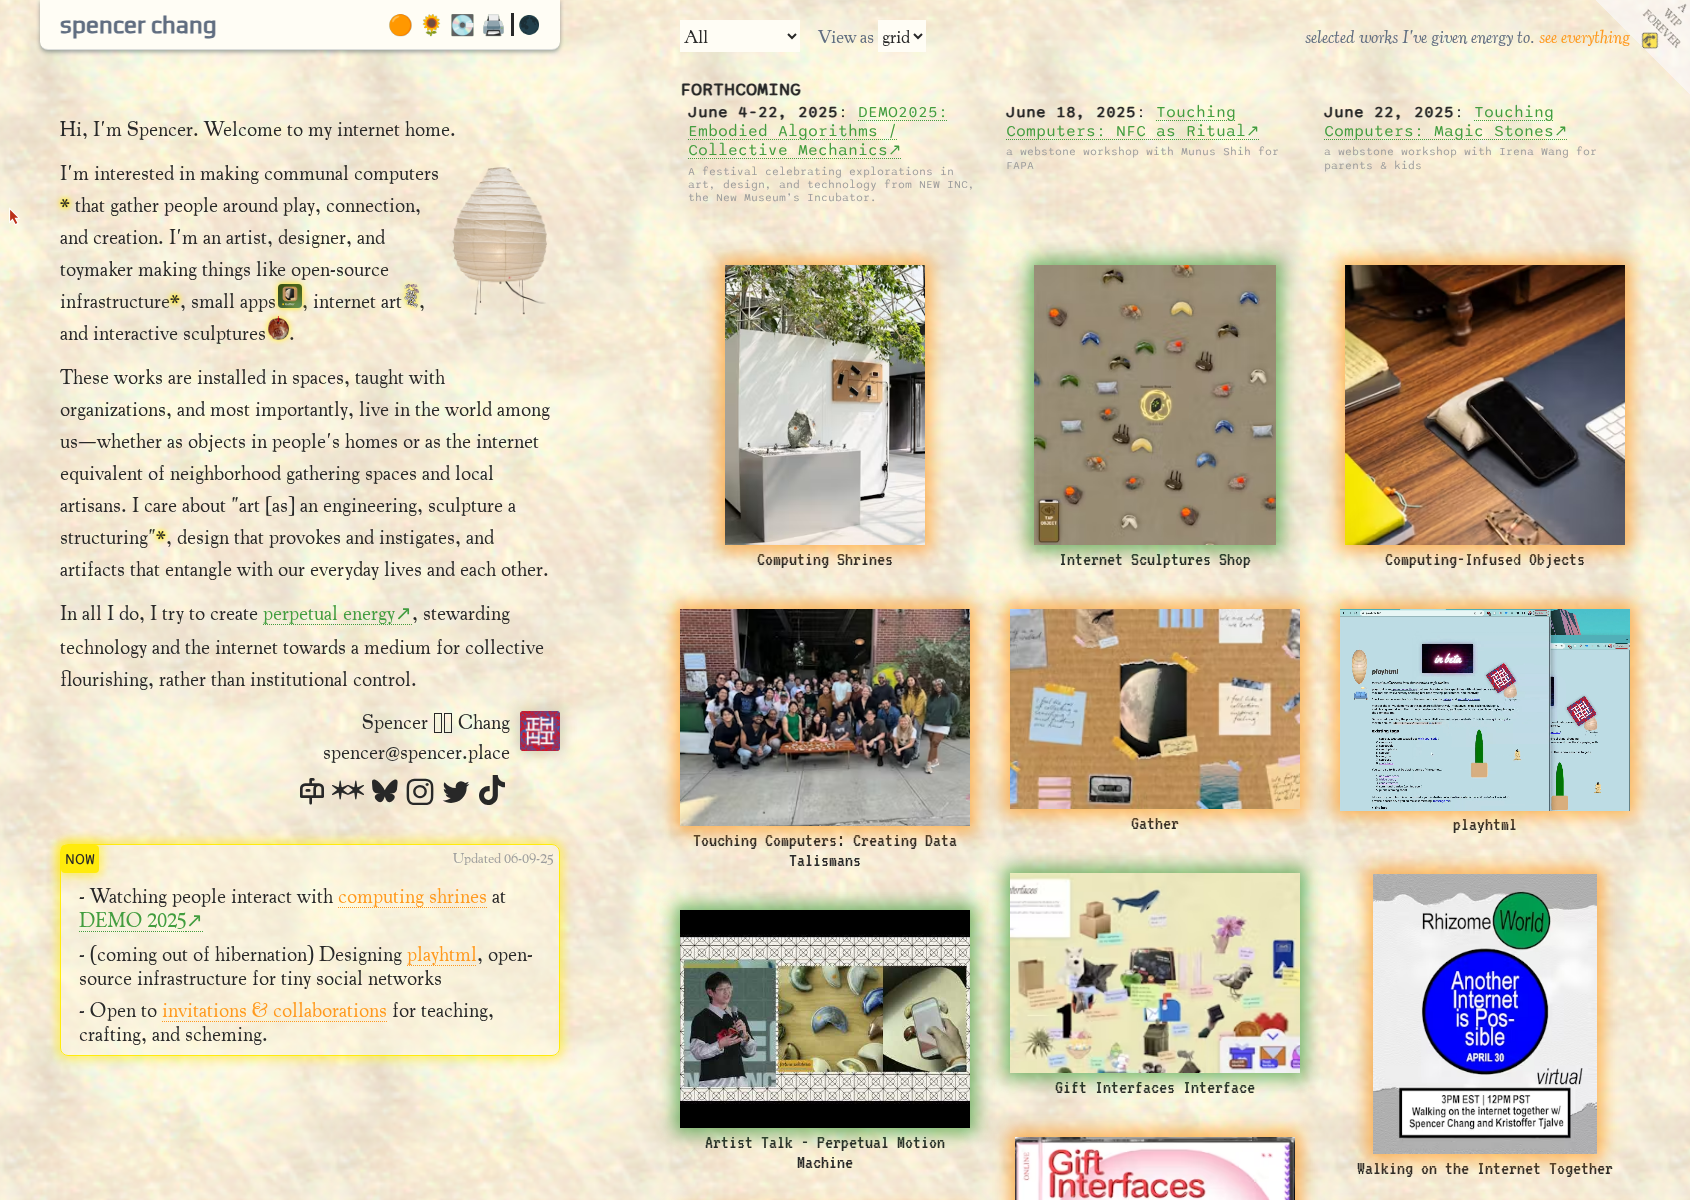 spencer chang
Hi, I'm Spencer. Welcome to my internet home.
I'm interested in making communal computers
* that gather people around play, connection,
and creation. I'm an artist, designer, and
toymaker making things like open-source
infrastructure*, small apps, internet art,
and interactive sculptures.
These works are installed in spaces, taught with
organizations, and most importantly, live in the world among
us—whether as objects in people's homes or as the internet
equivalent of neighborhood gathering spaces and local
artisans. I care about "art [as] an engineering, sculpture a
structuring"*, design that provokes and instigates, and
artifacts that entangle with our everyday lives and each other.
In all I do, I try to create perpetual energy↗, stewarding
technology and the internet towards a medium for collective
flourishing, rather than institutional control.
Spencer Chang
spencer@spencer.place
NOW
Updated 06-09-25
- Watching people interact with computing shrines at
DEMO 2025↗
- (coming out of hibernation) Designing playhtml, open-
source infrastructure for tiny social networks
- Open to invitations & collaborations for teaching,
crafting, and scheming.
All
View as grid
selected works I've given energy to. see everything
A
WIP
FOREVER
FORTHCOMING
June 4-22, 2025: DEMO2025:
Embodied Algorithms /
Collective Mechanics↗
A festival celebrating explorations in
art, design, and technology from NEW INC,
the New Museum's Incubator.
June 18, 2025: Touching
Computers: NFC as Ritual↗
a webstone workshop with Munus Shih for
FAPA
June 22, 2025: Touching
Computers: Magic Stones↗
a webstone workshop with Irena Wang for
parents & kids
Computing Shrines
TAP
OBJECT
Internet Sculptures Shop
Computing-Infused Objects
Touching Computers: Creating Data
Talismans
Gather
in beta
playhtml
playhtml
Artist Talk - Perpetual Motion
Machine
Gift Interfaces Interface
Rhizome World
Another
Internet
is Pos-
sible
APRIL 30
virtual
3PM EST | 12PM PST
Walking on the internet together w/
Spencer Chang and Kristoffer Tjalve
Walking on the Internet Together
ONLINE
Gift
Interfaces